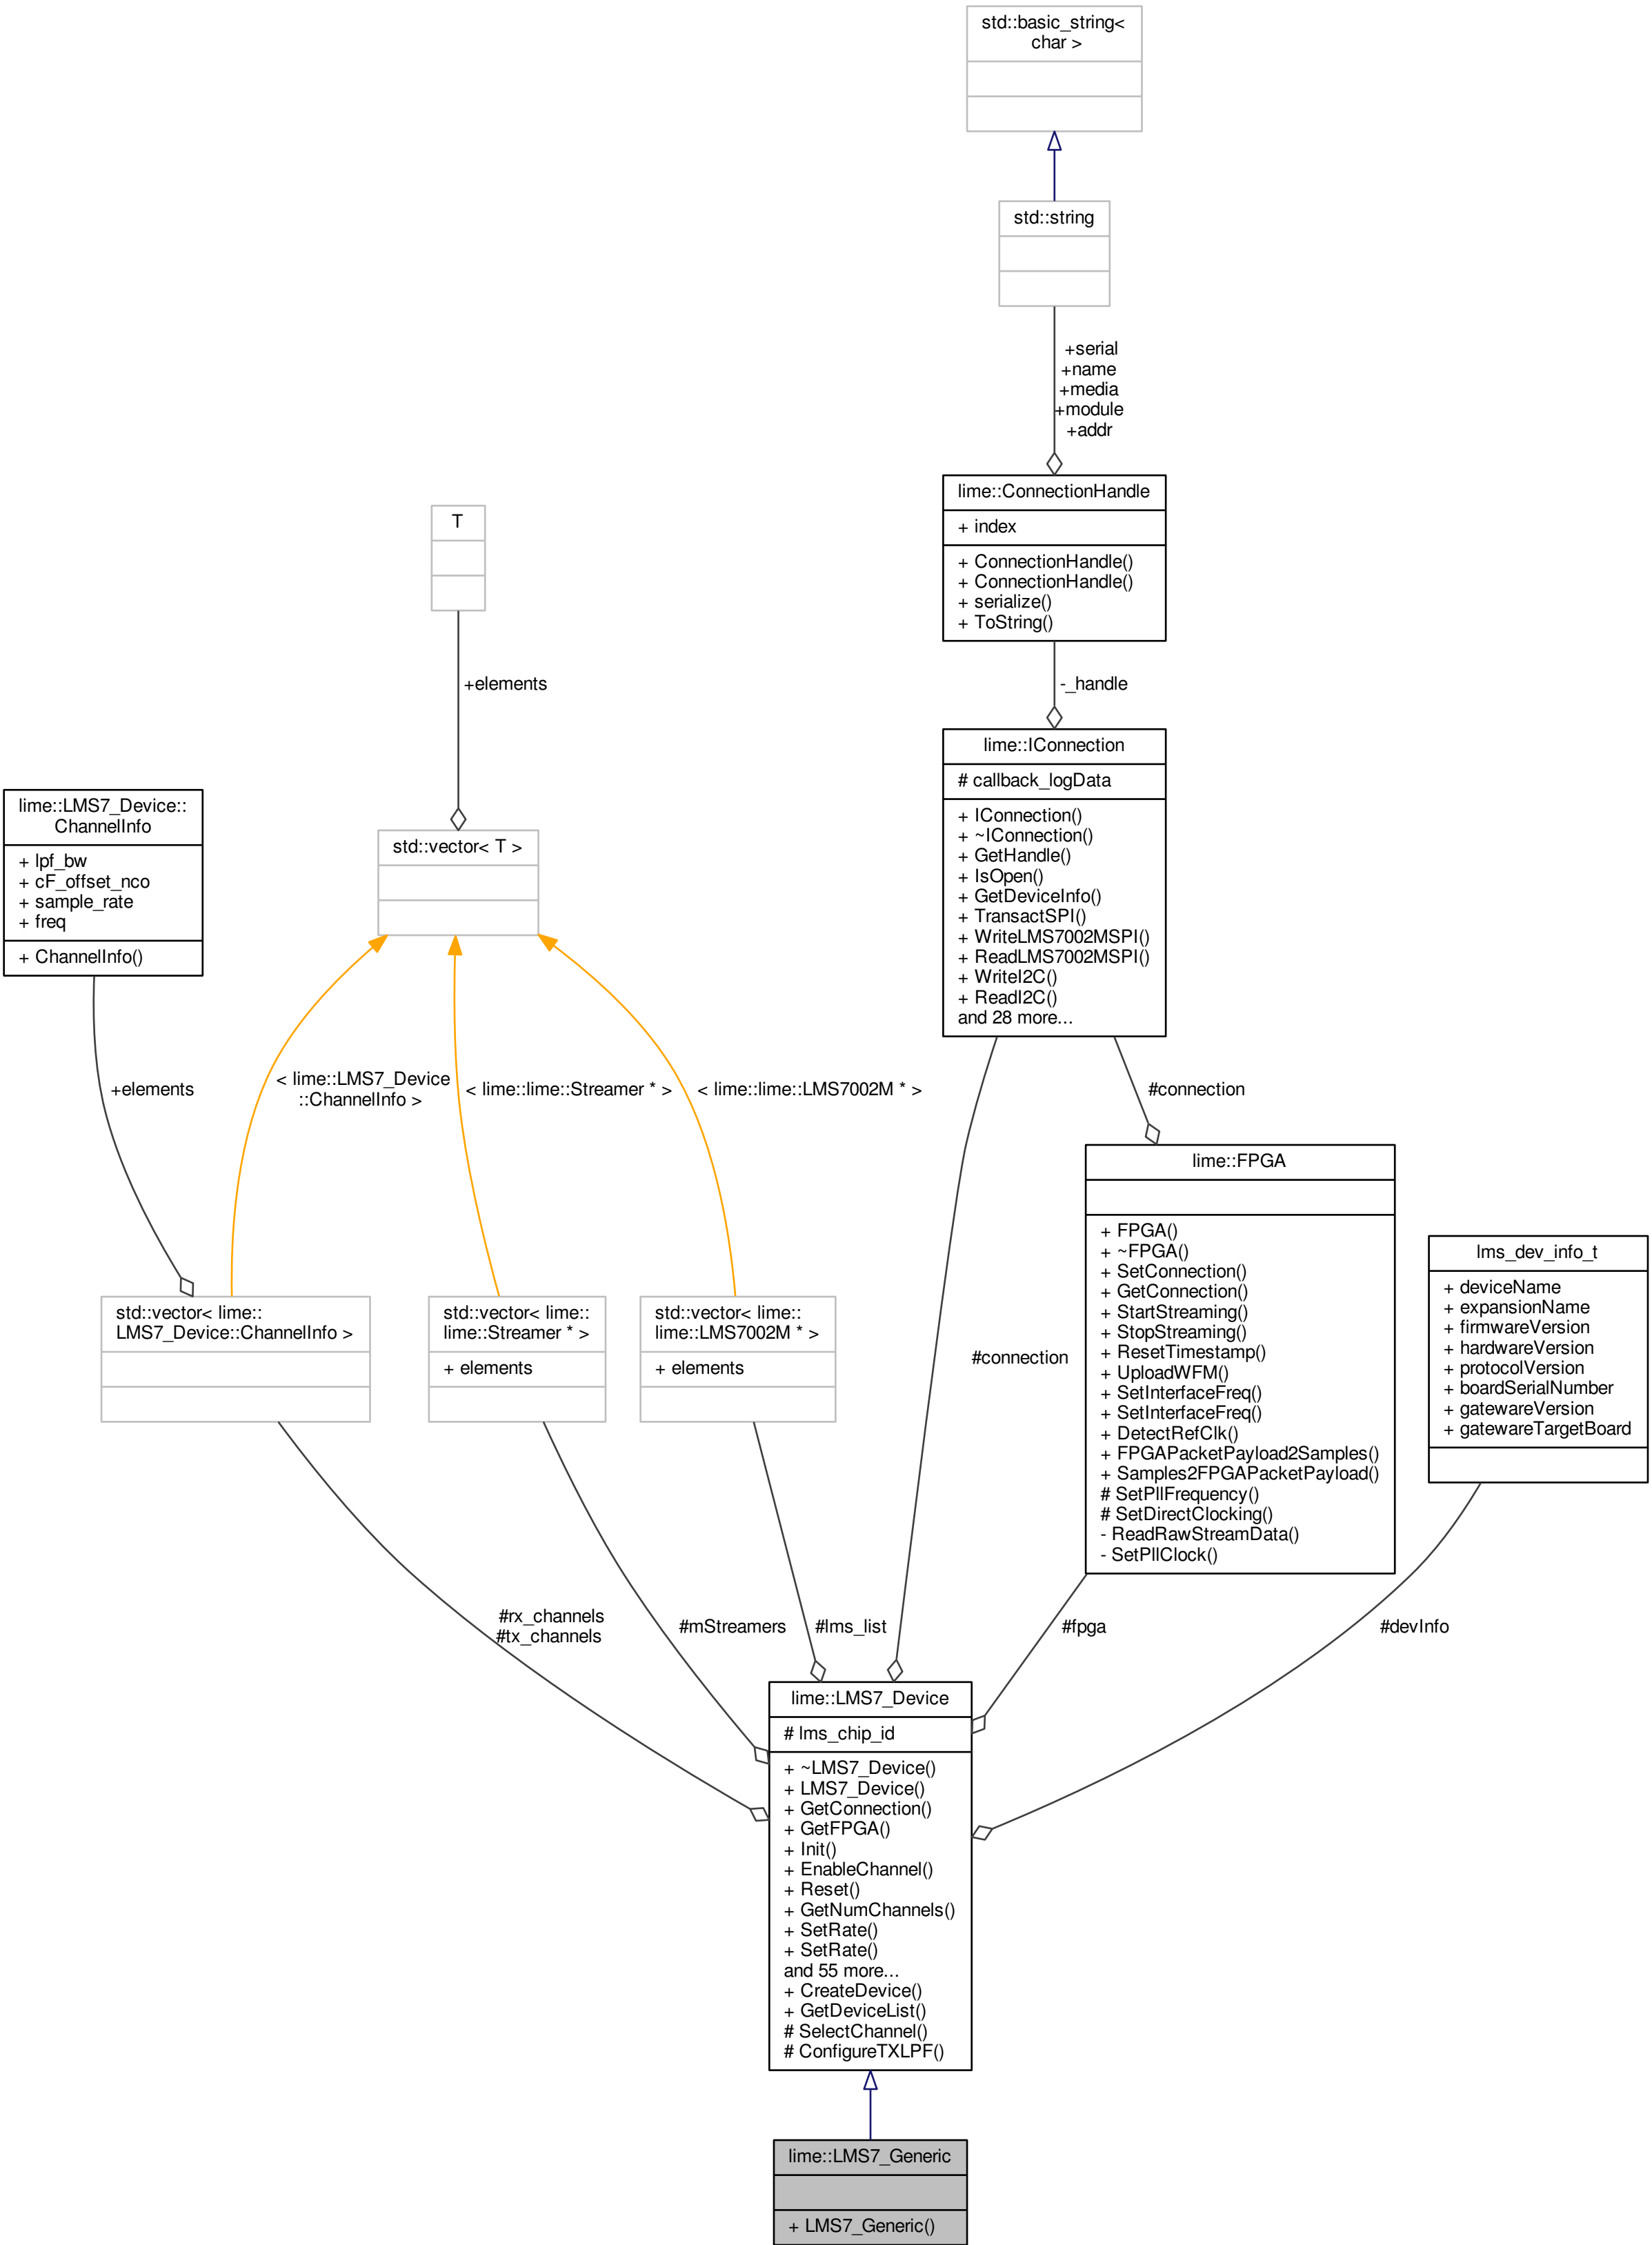 std::basic_string<
char >
std::string
+serial
+name
+media
+module
+addr
lime::ConnectionHandle
+ index
+ ConnectionHandle()
+ ConnectionHandle()
+ serialize()
+ ToString()
T
+elements
-_handle
lime::IConnection
# callback_logData
+ IConnection()
+ ~IConnection()
+ GetHandle()
+ IsOpen()
+ GetDeviceInfo()
+ TransactSPI()
+ WriteLMS7002MSPI()
+ ReadLMS7002MSPI()
+ WriteI2C()
+ ReadI2C()
and 28 more...
lime::LMS7_Device::
ChannelInfo
+ lpf_bw
+ cF_offset_nco
+ sample_rate
+ freq
+ ChannelInfo()
std::vector< T >
+elements
< lime::LMS7_Device
::ChannelInfo >
< lime::lime::Streamer * >
< lime::lime::LMS7002M * >
#connection
lime::FPGA
+ FPGA()
+ ~FPGA()
+ SetConnection()
+ GetConnection()
+ StartStreaming()
+ StopStreaming()
+ ResetTimestamp()
+ UploadWFM()
+ SetInterfaceFreq()
+ SetInterfaceFreq()
+ DetectRefClk()
+ FPGAPacketPayload2Samples()
+ Samples2FPGAPacketPayload()
# SetPllFrequency()
# SetDirectClocking()
- ReadRawStreamData()
- SetPllClock()
lms_dev_info_t
+ deviceName
+ expansionName
+ firmwareVersion
+ hardwareVersion
+ protocolVersion
+ boardSerialNumber
+ gatewareVersion
+ gatewareTargetBoard
std::vector< lime::
LMS7_Device::ChannelInfo >
std::vector< lime::
lime::Streamer * >
+ elements
std::vector< lime::
lime::LMS7002M * >
+ elements
#connection
#rx_channels
#tx_channels
#mStreamers
#lms_list
#fpga
#devInfo
lime::LMS7_Device
# lms_chip_id
+ ~LMS7_Device()
+ LMS7_Device()
+ GetConnection()
+ GetFPGA()
+ Init()
+ EnableChannel()
+ Reset()
+ GetNumChannels()
+ SetRate()
+ SetRate()
and 55 more...
+ CreateDevice()
+ GetDeviceList()
# SelectChannel()
# ConfigureTXLPF()
lime::LMS7_Generic
+ LMS7_Generic()